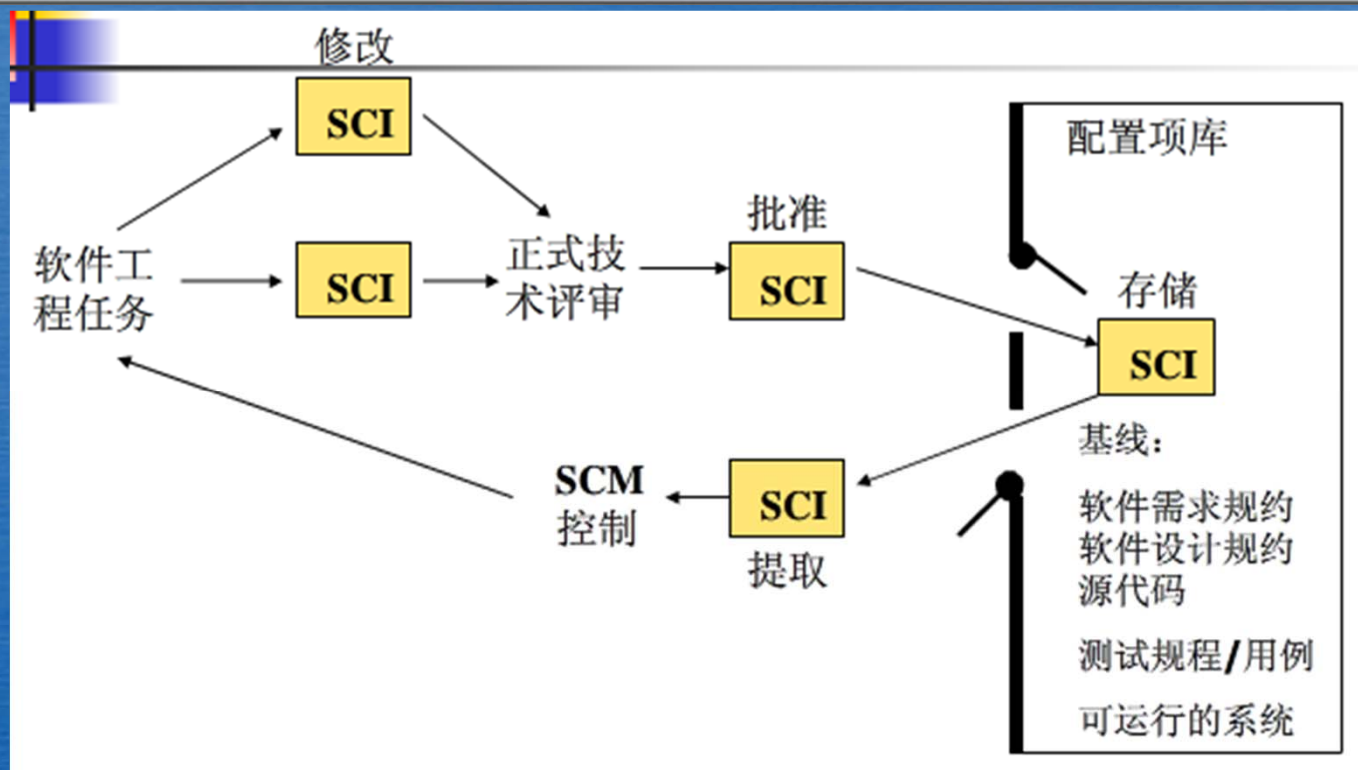 修改
SCI
配置项库
批准
软件工
程任务
SCI
正式技
术评审
SCI
存储
SCI
基线：
SCM
控制
SCI
提取
软件需求规约
软件设计规约
源代码
测试规程/用例
可运行的系统